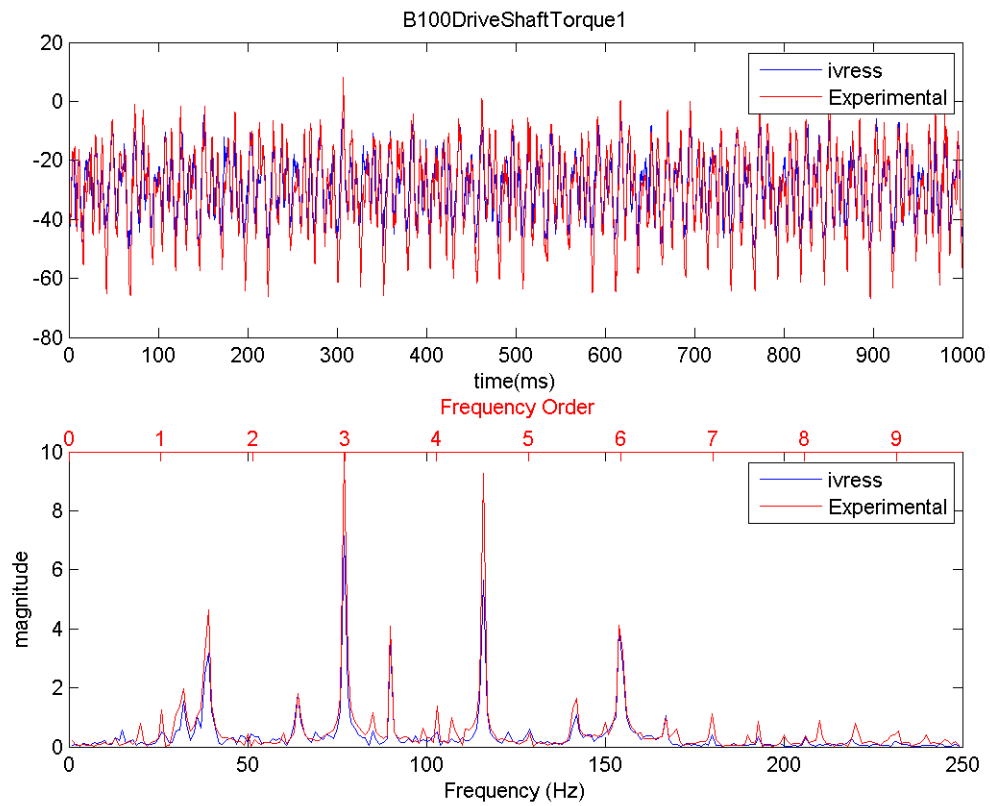 B100DriveShaftTorque1
20
0
-20
-40
-60
-80
ivress
Experimental
0 100 200 300 400 500 600 700 800 900 1000
time(ms)
Frequency Order
0 1 2 3 4 5 6 7 8 9
10
8
6
4
2
0
magnitude
ivress
Experimental
0 50 100 150 200 250
Frequency (Hz)